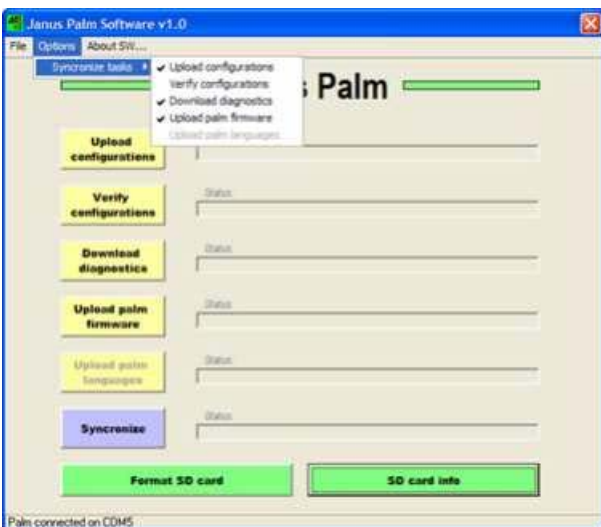 Janus Palm Software v1.0
File Options About SW...
Syncronize tasks
Upload configurations
Verify configurations
Download diagnostics
Upload palm firmware
Upload palm languages
s Palm
Upload
configurations
Verify
configurations
Status
Download
diagnostics
Status
Upload palm
firmware
Status
Upload palm
languages
Status
Syncronize
Status
Format SD card
SD card info
Palm connected on COM5